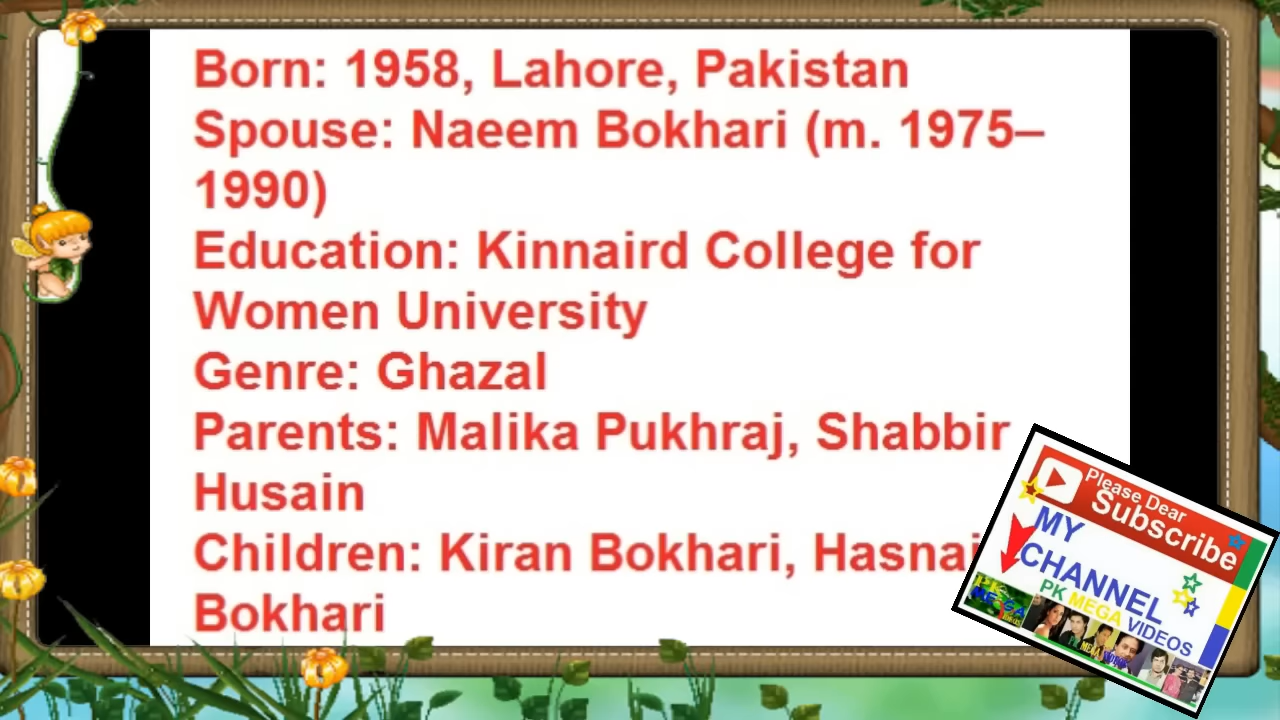 Born: 1958, Lahore, Pakistan
Spouse: Naeem Bokhari (m. 1975–
1990)
Education: Kinnaird College for
Women University
Genre: Ghazal
Parents: Malika Pukhraj, Shabbir
Husain
Children: Kiran Bokhari, Hasnai
Bokhari
Please Dear
Subscribe
MY
CHANNEL
PK MEGA VIDEOS